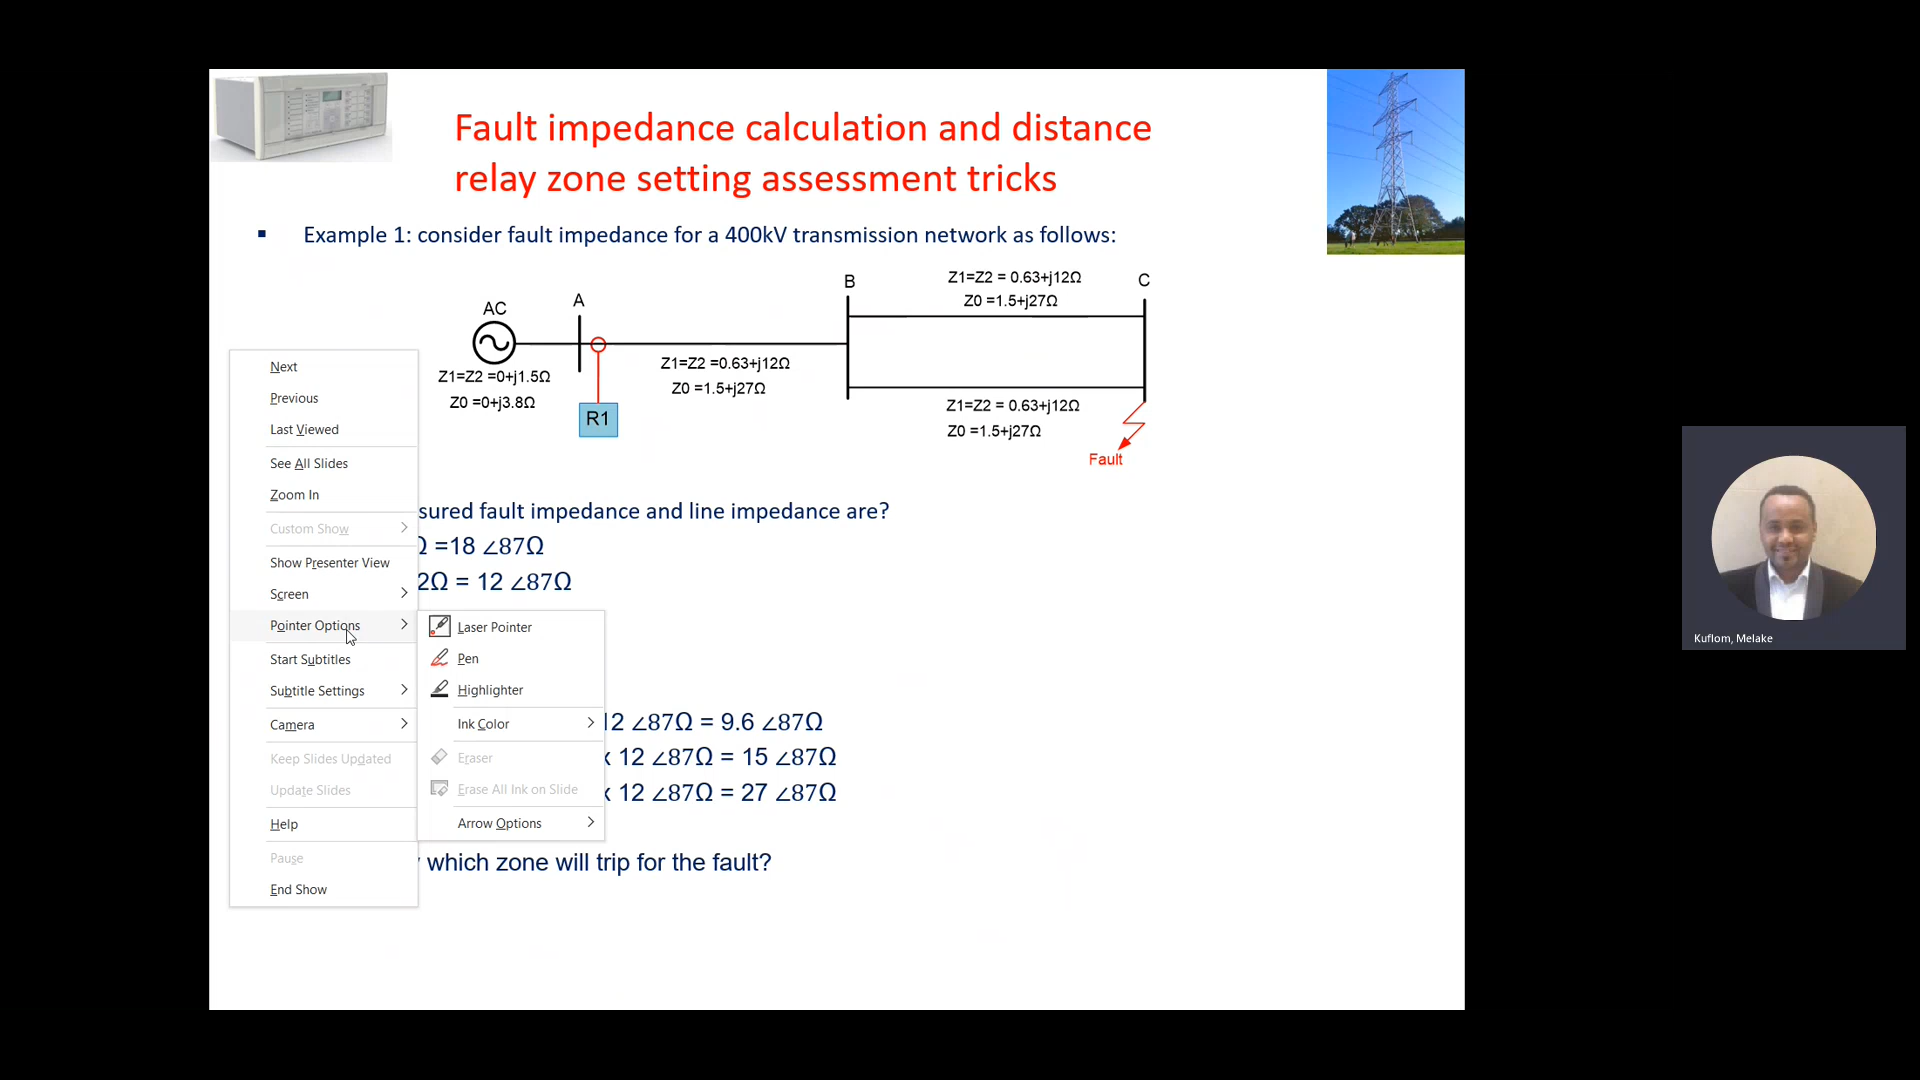 Fault impedance calculation and distance
relay zone setting assessment tricks
Example 1: consider fault impedance for a 400kV transmission network as follows:
B
Z1=Z2 = 0.63+j12Ω
C
Z0 =1.5+j27Ω
AC
A
Z1=Z2 =0.63+j12Ω
Z0 =1.5+j27Ω
Z1=Z2 =0+j1.5Ω
Z0 =0+j3.8Ω
R1
Z1=Z2 = 0.63+j12Ω
Z0 =1.5+j27Ω
Fault
sured fault impedance and line impedance are?
Ω =18 ∠87Ω
2Ω = 12 ∠87Ω
12 ∠87Ω = 9.6 ∠87Ω
x 12 ∠87Ω = 15 ∠87Ω
x 12 ∠87Ω = 27 ∠87Ω
which zone will trip for the fault?
Next
Previous
Last Viewed
See All Slides
Zoom In
Custom Show
Show Presenter View
Screen
Pointer Options
Start Subtitles
Subtitle Settings
Camera
Keep Slides Updated
Update Slides
Help
Pause
End Show
Laser Pointer
Pen
Highlighter
Ink Color
Eraser
Erase All Ink on Slide
Arrow Options
Kuflom, Melake